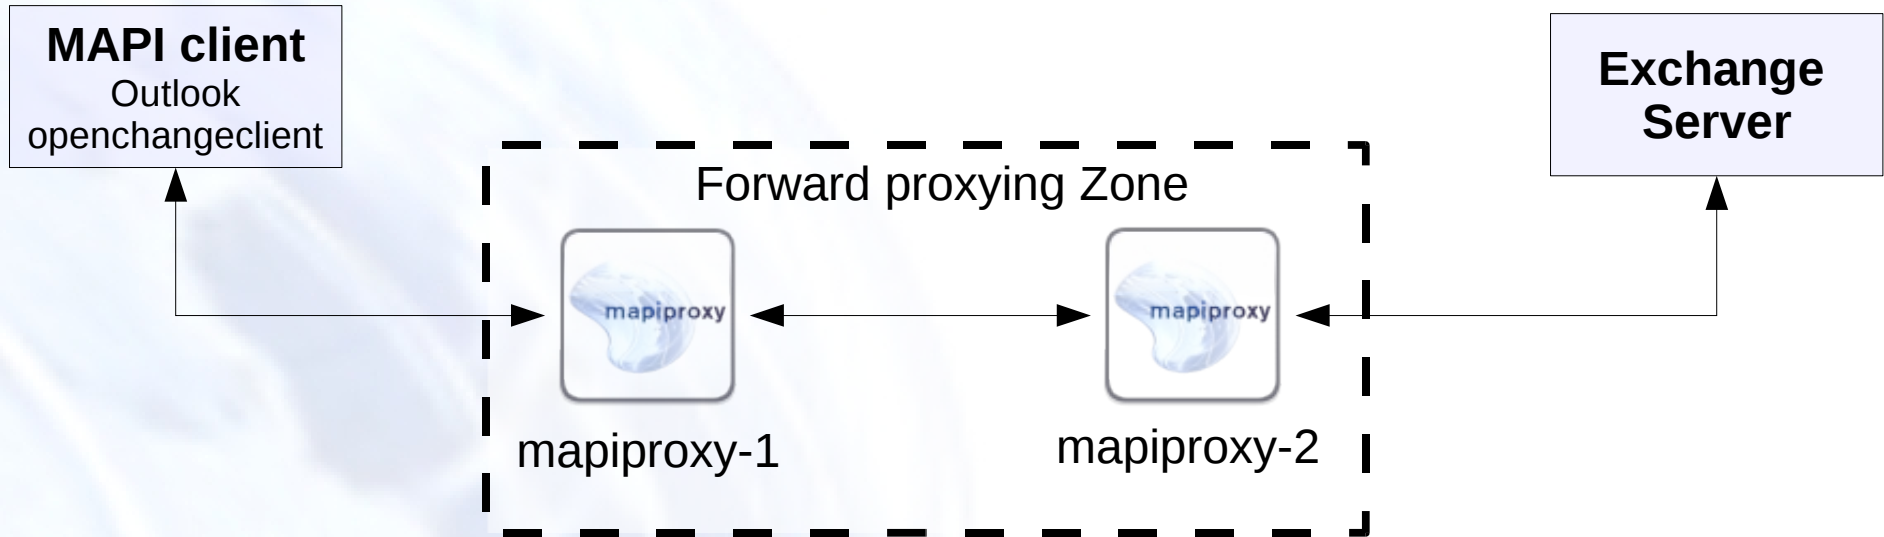 MAPI client
Outlook
openchangeclient
Exchange
Server
Forward proxying Zone
mapiproxy
mapiproxy
mapiproxy-1
mapiproxy-2